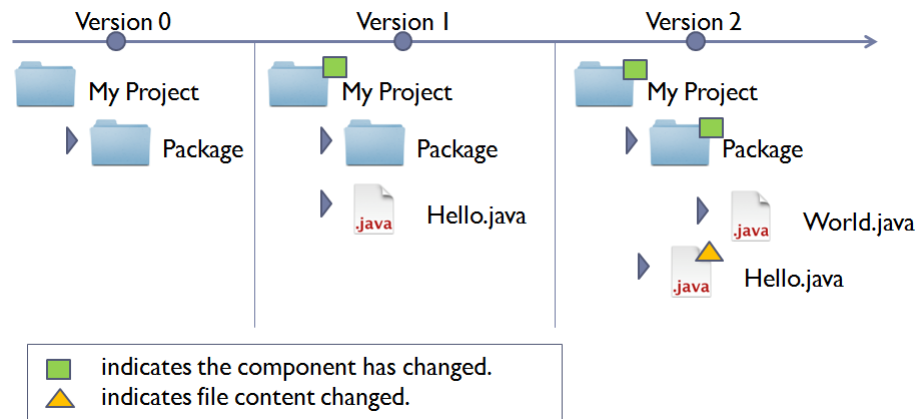 Version 0
Version 1
Version 2
My Project
Package
My Project
Package
.java
Hello.java
My Project
Package
.java
World.java
.java
Hello.java
indicates the component has changed.
indicates file content changed.